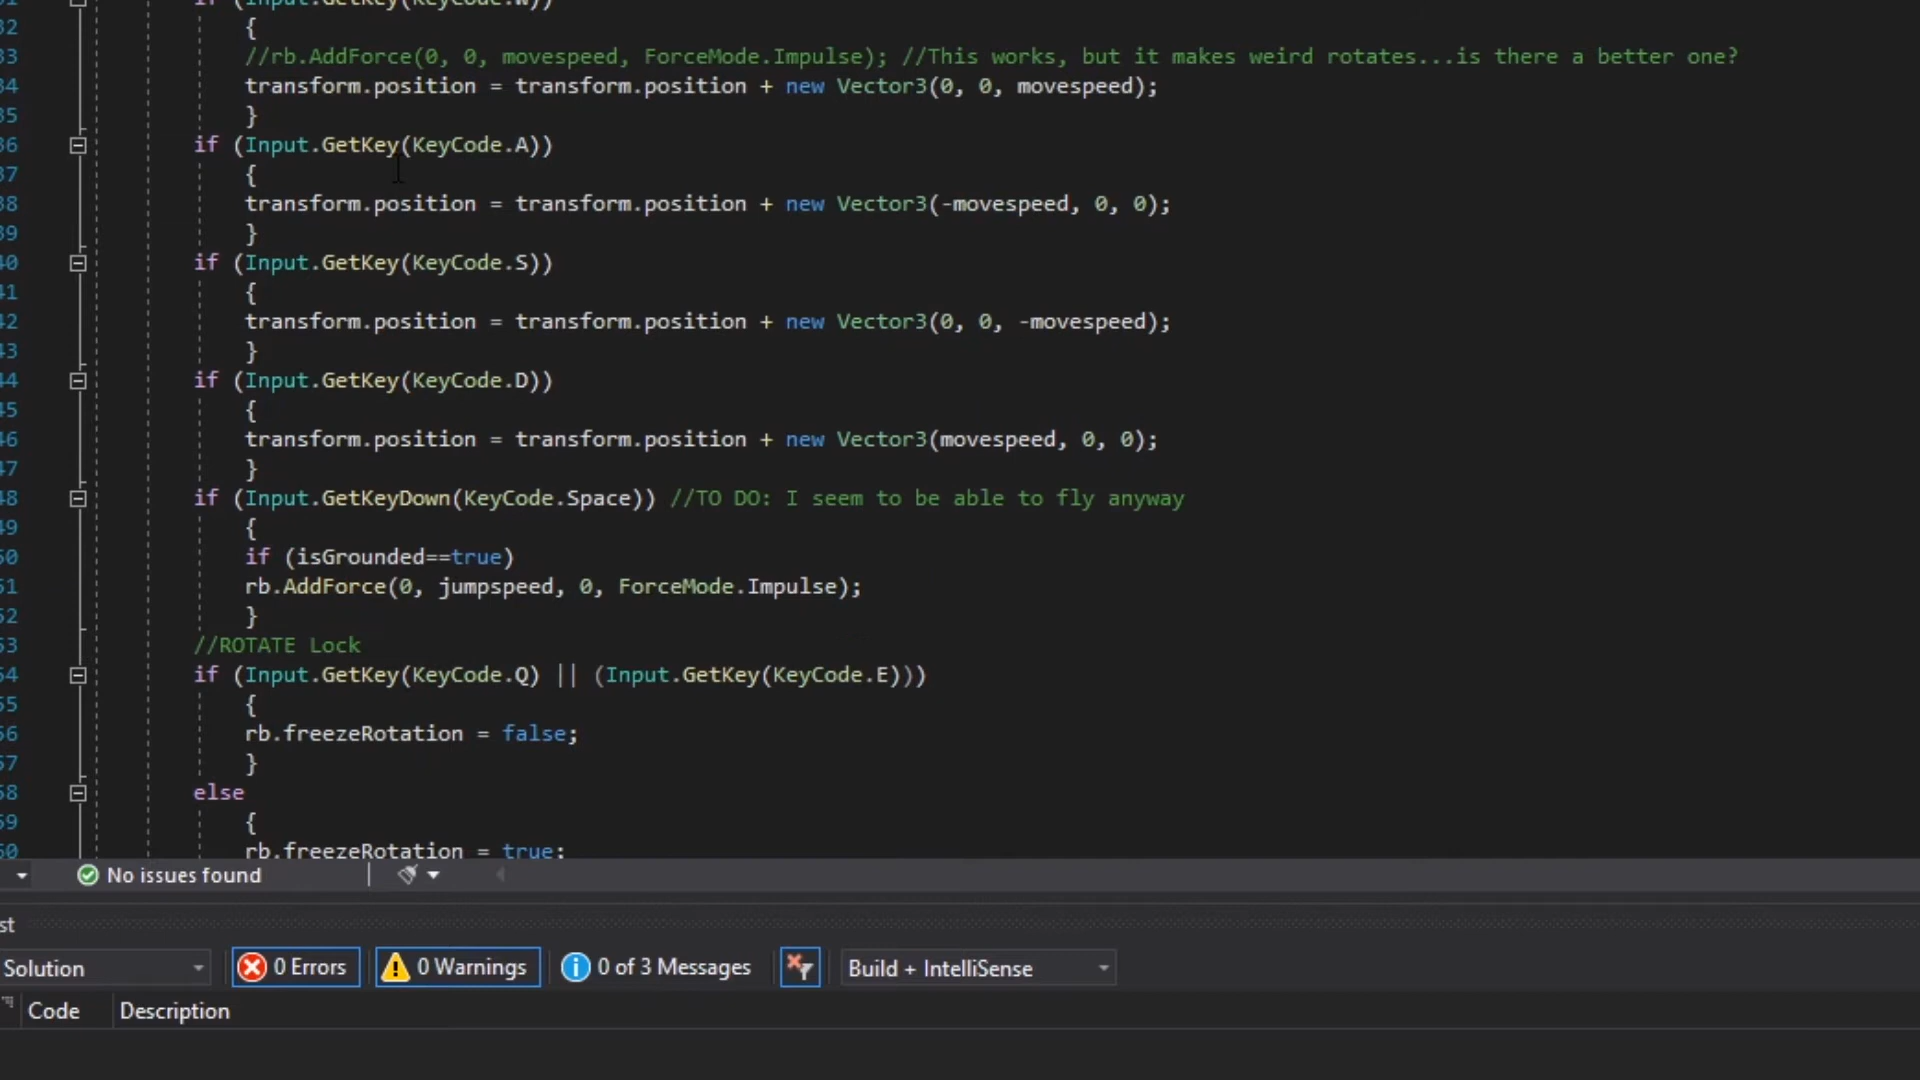 if (Input.GetKey(KeyCode.W))
32 {
33 //rb.AddForce(0, 0, movespeed, ForceMode.Impulse); //This works, but it makes weird rotates...is there a better one?
34 transform.position = transform.position + new Vector3(0, 0, movespeed);
35 }
36 if (Input.GetKey(KeyCode.A))
37 {
38 transform.position = transform.position + new Vector3(-movespeed, 0, 0);
39 }
40 if (Input.GetKey(KeyCode.S))
41 {
42 transform.position = transform.position + new Vector3(0, 0, -movespeed);
43 }
44 if (Input.GetKey(KeyCode.D))
45 {
46 transform.position = transform.position + new Vector3(movespeed, 0, 0);
47 }
48 if (Input.GetKeyDown(KeyCode.Space)) //TO DO: I seem to be able to fly anyway
49 {
50 if (isGrounded==true)
51 rb.AddForce(0, jumpspeed, 0, ForceMode.Impulse);
52 }
53 //ROTATE Lock
54 if (Input.GetKey(KeyCode.Q) || (Input.GetKey(KeyCode.E)))
55 {
56 rb.freezeRotation = false;
57 }
58 else
59 {
60 rb.freezeRotation = true;
No issues found
st
Solution 0 Errors 0 Warnings 0 of 3 Messages Build + IntelliSense
Code Description